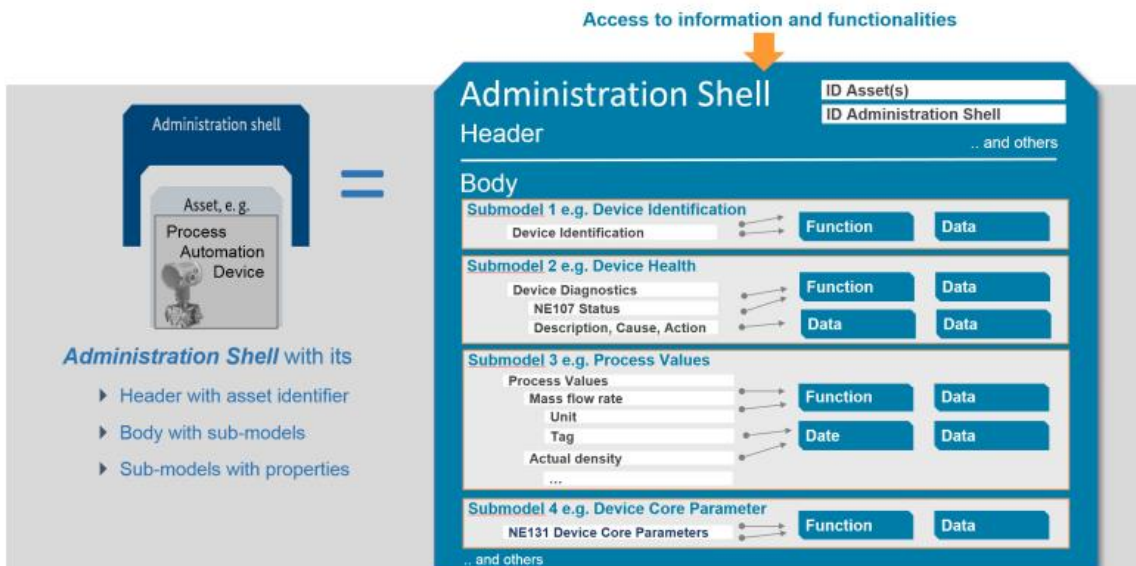 Access to information and functionalities
Administration shell
Asset, e. g.
Process
Automation
Device
=
Administration Shell with its
Header with asset identifier
Body with sub-models
Sub-models with properties
Administration Shell
ID Asset(s)
ID Administration Shell
Header
.. and others
Body
Submodel 1 e.g. Device Identification
Device Identification
Function
Data
Submodel 2 e.g. Device Health
Device Diagnostics
NE107 Status
Description, Cause, Action
Function
Data
Data
Data
Submodel 3 e.g. Process Values
Process Values
Mass flow rate
Unit
Tag
Actual density
...
Function
Data
Date
Data
Submodel 4 e.g. Device Core Parameter
NE131 Device Core Parameters
Function
Data
.. and others